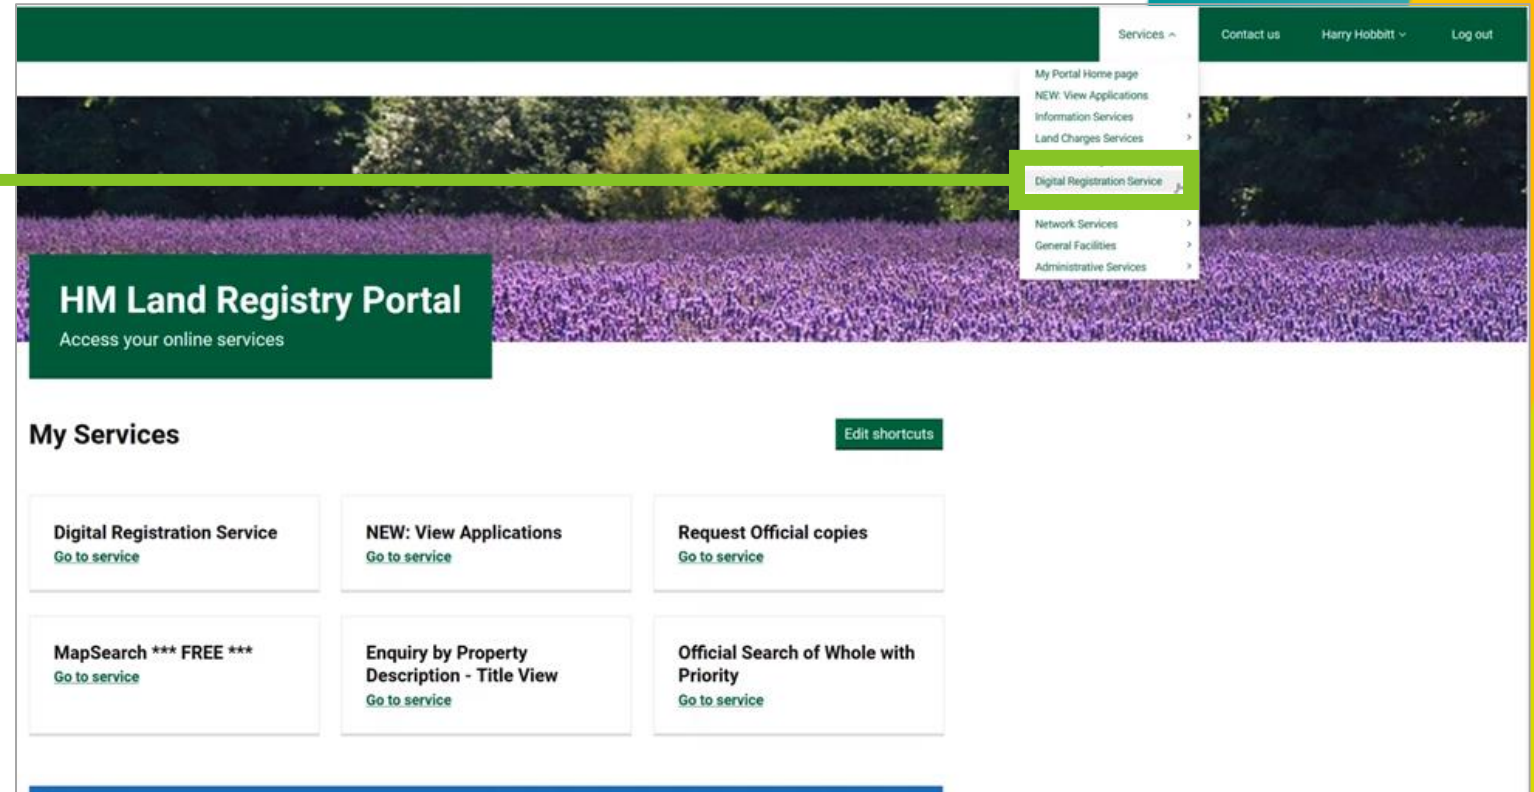 Services
Contact us
Harry Hobbitt
Log out
My Portal Home page
NEW: View Applications
Information Services
Land Charges Services
Digital Registration Service
Network Services
General Facilities
Administrative Services
HM Land Registry Portal
Access your online services
My Services
Edit shortcuts
Digital Registration Service
Go to service
NEW: View Applications
Go to service
Request Official copies
Go to service
MapSearch *** FREE ***
Go to service
Enquiry by Property
Description - Title View
Go to service
Official Search of Whole with
Priority
Go to service